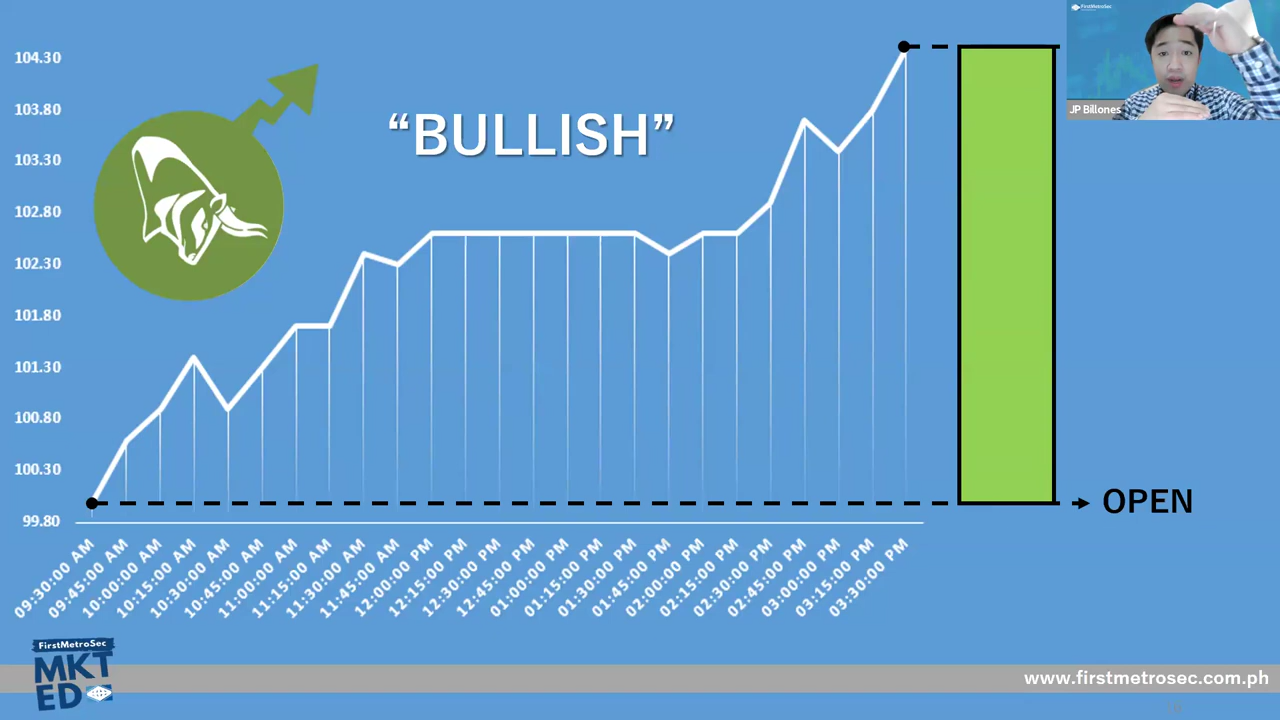 FirstMetroSec
JP Billones
“BULLISH”
104.30
103.80
103.30
102.80
102.30
101.80
101.30
100.80
100.30
99.80
OPEN
09:30:00 AM
09:45:00 AM
10:00:00 AM
10:15:00 AM
10:30:00 AM
10:45:00 AM
11:00:00 AM
11:15:00 AM
11:30:00 AM
11:45:00 AM
12:00:00 PM
12:15:00 PM
12:30:00 PM
12:45:00 PM
01:00:00 PM
01:15:00 PM
01:30:00 PM
01:45:00 PM
02:00:00 PM
02:15:00 PM
02:30:00 PM
02:45:00 PM
03:00:00 PM
03:15:00 PM
03:30:00 PM
FirstMetroSec
MKT
ED
www.firstmetrosec.com.ph